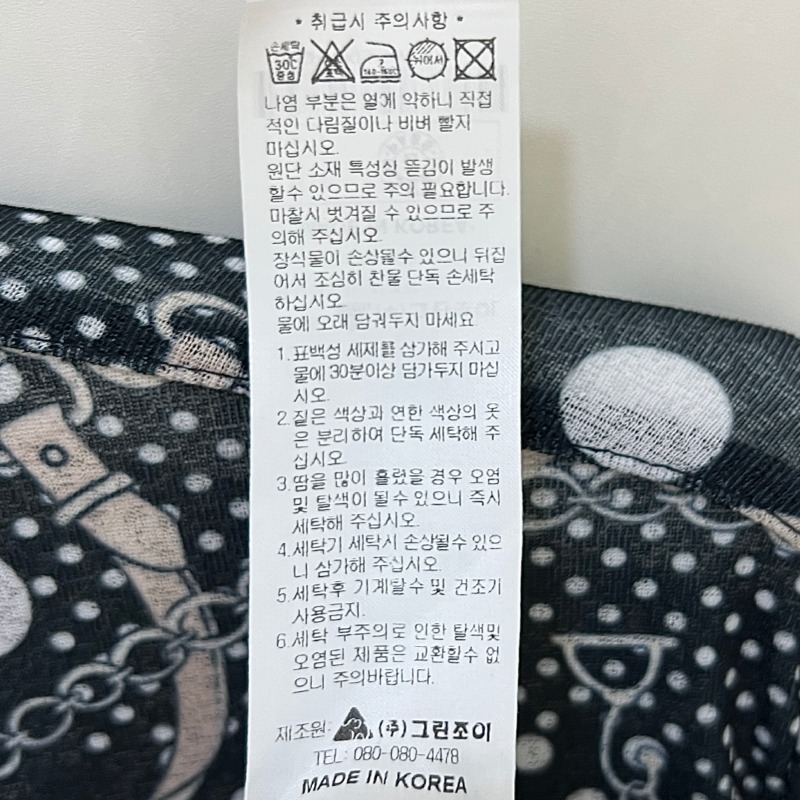 * 취급시 주의사항 *
손세탁
30℃
중성
뉘어서
나염 부분은 열에 약하니 직접
적인 다림질이나 비벼 빨지
마십시오.
원단 소재 특성상 뜯김이 발생
할수 있으므로 주의 필요합니다.
마찰시 벗겨질 수 있으므로 주
의해 주십시오.
장식물이 손상될수 있으니 뒤집
어서 조심히 찬물 단독 손세탁
하십시오.
물에 오래 담궈두지 마세요
1. 표백성 세제를 삼가해 주시고
물에 30분이상 담가두지 마십
시오.
2. 짙은 색상과 연한 색상의 옷
은 분리하여 단독 세탁해 주
십시오.
3. 땀을 많이 흘렸을 경우 오염
및 탈색이 될수 있으니 즉시
세탁해 주십시오.
4. 세탁기 세탁시 손상될수 있으
니 삼가해 주십시오.
5. 세탁후 기계탈수 및 건조기
사용금지.
6. 세탁 부주의로 인한 탈색및
오염된 제품은 교환할수 없
으니 주의바랍니다.
제조원: (주)그린조이
TEL: 080-080-4478
MADE IN KOREA